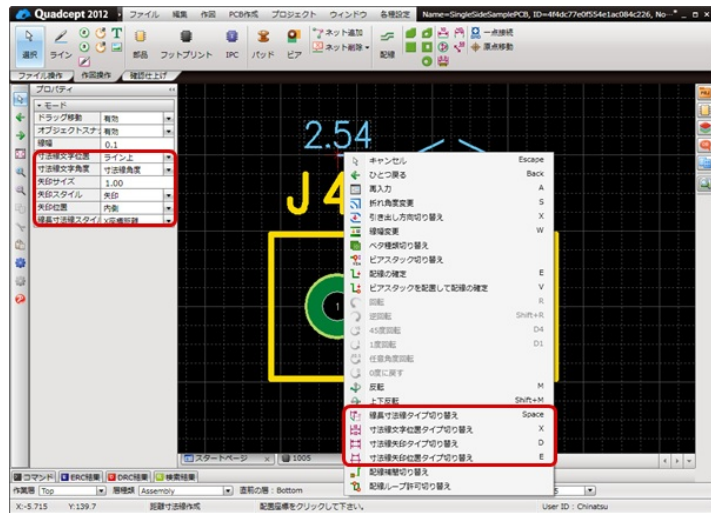 Quadcept 2012 ファイル 編集 作図 PCB作成 プロジェクト ウィンドウ 各種設定 Name=SingleSideSamplePCB, ID=4f4dc77e0f554e1ac084c226, No…*
選択 ライン 部品 フットプリント IPC パッド ビア ネット追加 ネット削除 配線 一点接続 原点移動
ファイル操作 作図操作 確認仕上げ
プロパティ
モード
ドラッグ移動 有効
オブジェクトスナ 有効
線幅 0.1
寸法線文字位置 ライン上
寸法線文字角度 寸法線角度
矢印サイズ 1.00
矢印スタイル 矢印
矢印位置 内側
線長寸法線スタイ X座標距離
2.54
J4
1
キャンセル Escape
ひとつ戻る Back
再入力 A
折れ角度変更 S
引き出し方向切り替え X
線幅変更 W
ベタ種類切り替え
ビアスタック切り替え
配線の確定 E
ビアスタックを配置して配線の確定 V
回転 R
逆回転 Shift+R
45度回転 D4
1度回転 D1
任意角度回転
0度に戻す
反転 M
上下反転 Shift+M
線長寸法線タイプ切り替え Space
寸法線文字位置タイプ切り替え X
寸法線矢印タイプ切り替え D
寸法線矢印位置タイプ切り替え E
配線補間切り替え
配線ループ許可切り替え
スタートページ 1005
コマンド ERC結果 DRC結果 検索結果
作業層 Top 層種類 Assembly 直前の層 : Bottom 5
X:-5.715 Y:139.7 距離寸法線作成 配置座標をクリックして下さい。 User ID : Chinatsu